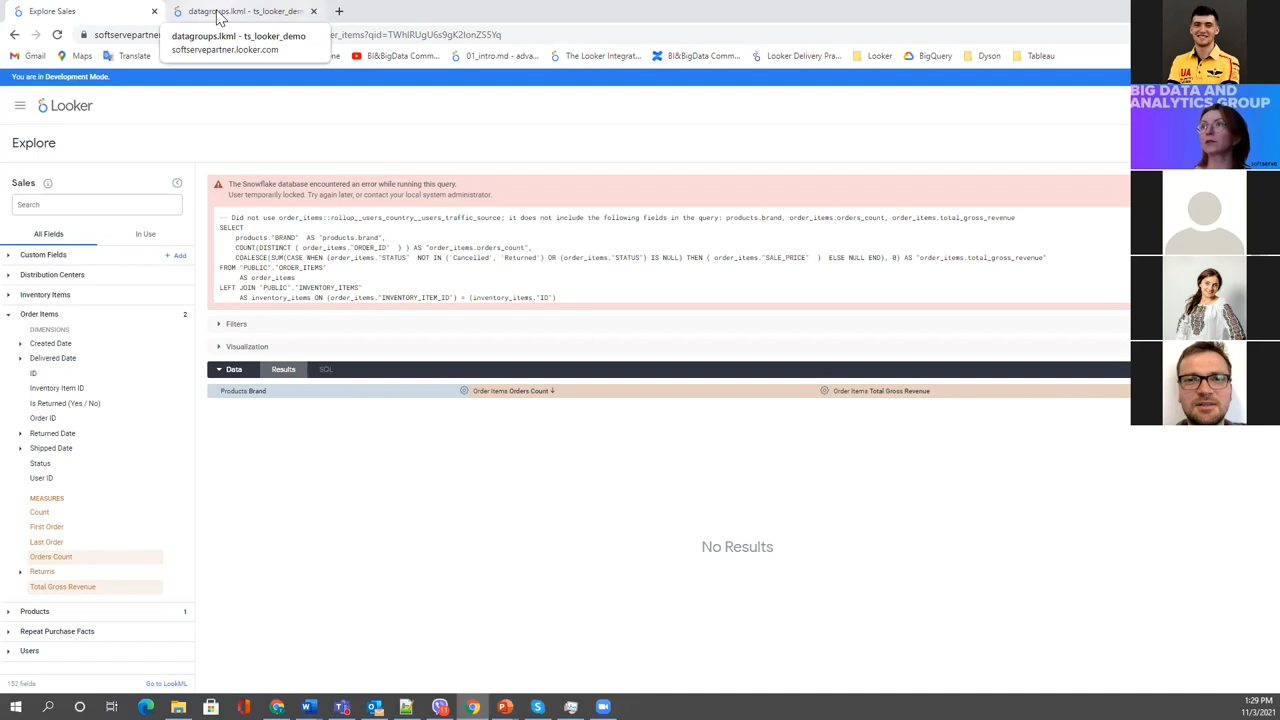 Explore Sales
datagroups.lkml - ts_looker_dem
datagroups.lkml - ts_looker_demo
softservepartner.looker.com
softservepartner
er_items?qid=TWhlRUgU6s9gK2IonZS5Yq
Gmail
YouTube
Translate
BI&BigData Comm...
01_intro.md - adva...
The Looker Integrat...
BI&BigData Comm...
Looker Delivery Pra...
Looker
BigQuery
Dyson
Tableau
You are in Development Mode.
Looker
Explore
Sales
Search
All Fields
In Use
Custom Fields
+ Add
Distribution Centers
Inventory Items
Order Items
2
DIMENSIONS
Created Date
Delivered Date
ID
Inventory Item ID
Is Returned (Yes / No)
Order ID
Returned Date
Shipped Date
Status
User ID
MEASURES
Count
First Order
Last Order
Orders Count
Returns
Total Gross Revenue
Products
1
Repeat Purchase Facts
Users
152 fields
Go to LookML
The Snowflake database encountered an error while running this query.
User temporarily locked. Try again later, or contact your local system administrator.
-- Did not use order_items::rollup__users_country__users_traffic_source; it does not include the following fields in the query: products.brand, order_items.orders_count, order_items.total_gross_revenue
SELECT
products."BRAND" AS "products.brand",
COUNT(DISTINCT ( order_items."ORDER_ID" ) ) AS "order_items.orders_count",
COALESCE(SUM(CASE WHEN (order_items."STATUS" NOT IN ('Cancelled', 'Returned') OR (order_items."STATUS") IS NULL) THEN ( order_items."SALE_PRICE" ) ELSE NULL END), 0) AS "order_items.total_gross_revenue"
FROM "PUBLIC"."ORDER_ITEMS"
AS order_items
LEFT JOIN "PUBLIC"."INVENTORY_ITEMS"
AS inventory_items ON (order_items."INVENTORY_ITEM_ID") = (inventory_items."ID")
Filters
Visualization
Data
Results
SQL
Products Brand
Order Items Orders Count ↓
Order Items Total Gross Revenue
No Results
BIG DATA AND
ANALYTICS GROUP
softserve
UA
1:29 PM
11/3/2021